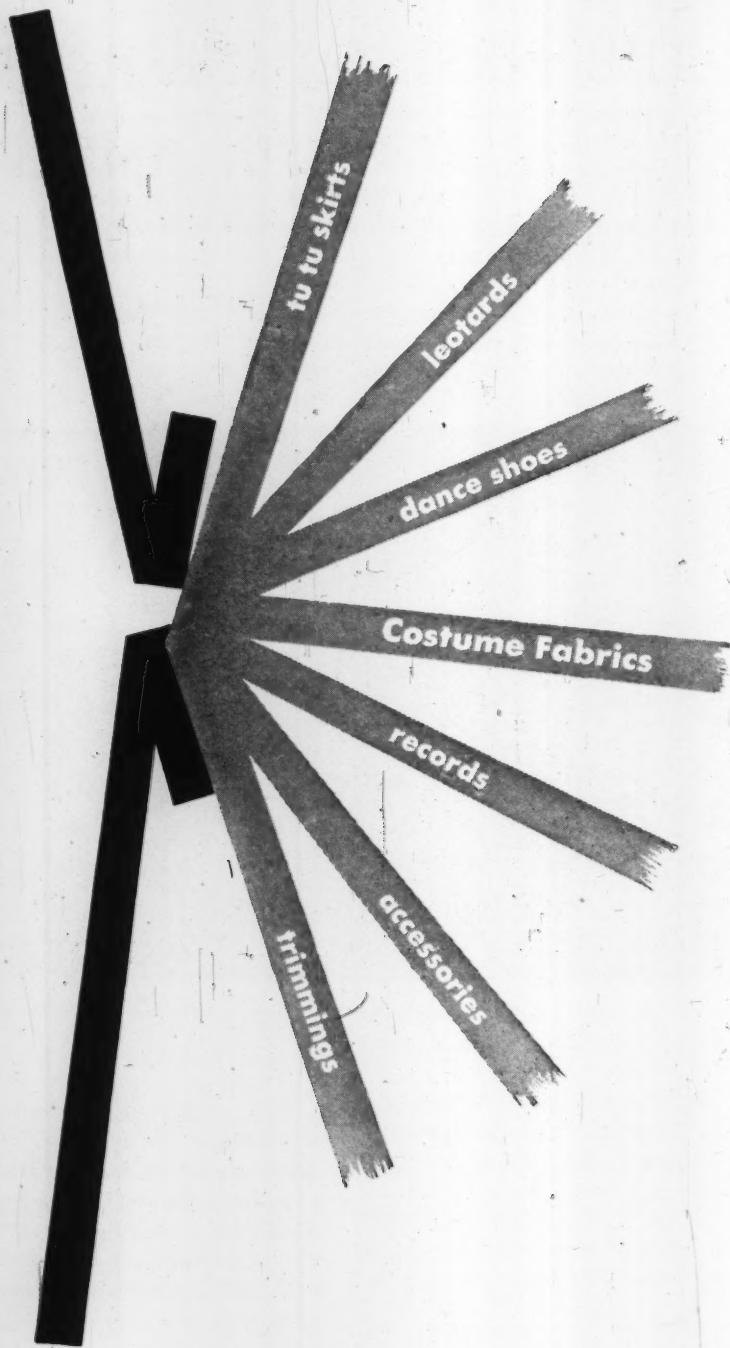 tu tu skirts
leotards
dance shoes
Costume Fabrics
records
accessories
trimmings